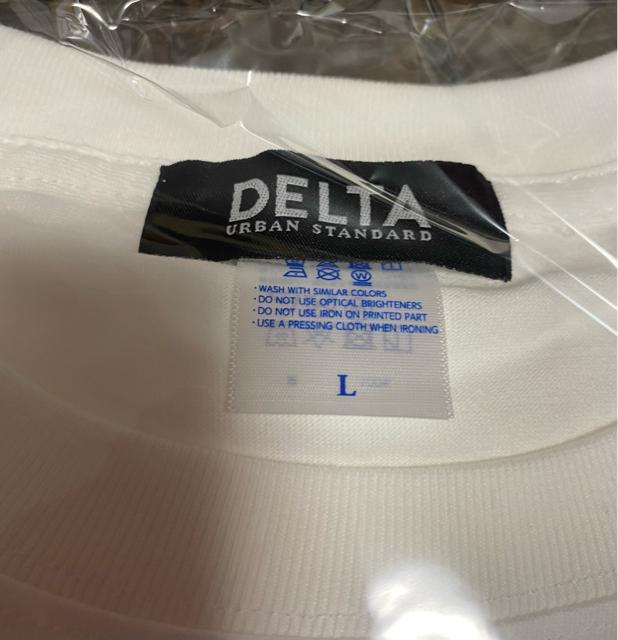 DELTA
URBAN STANDARD
・WASH WITH SIMILAR COLORS
・DO NOT USE OPTICAL BRIGHTENERS
・DO NOT USE IRON ON PRINTED PART
・USE A PRESSING CLOTH WHEN IRONING
L